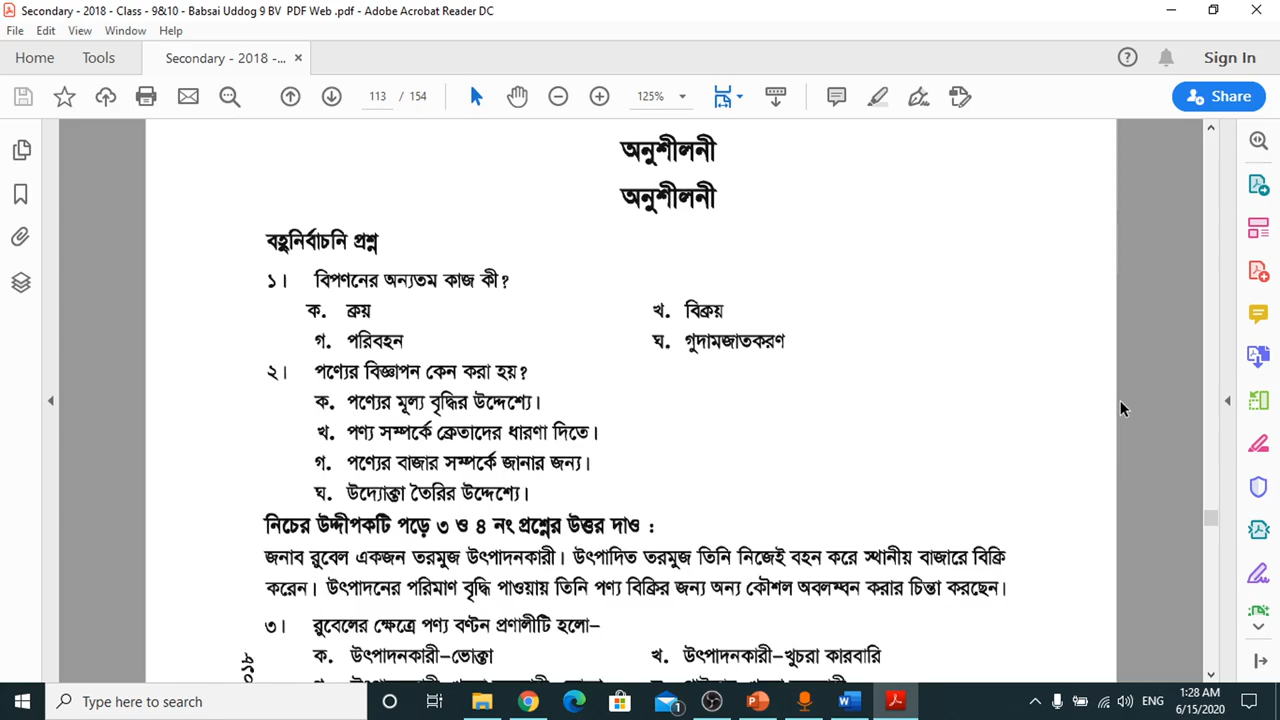 Secondary - 2018 - Class - 9&10 - Babsai Uddog 9 BV PDF Web .pdf - Adobe Acrobat Reader DC
File Edit View Window Help
Home Tools Secondary - 2018 -... × Sign In
113 / 154 125% Share
অনুশীলনী
অনুশীলনী
বহুনির্বাচনি প্রশ্ন
১। বিপণনের অন্যতম কাজ কী?
ক. ক্রয় খ. বিক্রয়
গ. পরিবহন ঘ. গুদামজাতকরণ
২। পণ্যের বিজ্ঞাপন কেন করা হয়?
ক. পণ্যের মূল্য বৃদ্ধির উদ্দেশ্যে।
খ. পণ্য সম্পর্কে ক্রেতাদের ধারণা দিতে।
গ. পণ্যের বাজার সম্পর্কে জানার জন্য।
ঘ. উদ্যোক্তা তৈরির উদ্দেশ্যে।
নিচের উদ্দীপকটি পড়ে ৩ ও ৪ নং প্রশ্নের উত্তর দাও :
জনাব রুবেল একজন তরমুজ উৎপাদনকারী। উৎপাদিত তরমুজ তিনি নিজেই বহন করে স্থানীয় বাজারে বিক্রি
করেন। উৎপাদনের পরিমাণ বৃদ্ধি পাওয়ায় তিনি পণ্য বিক্রির জন্য অন্য কৌশল অবলম্বন করার চিন্তা করছেন।
৩। রুবেলের ক্ষেত্রে পণ্য বণ্টন প্রণালীটি হলো–
ক. উৎপাদনকারী–ভোক্তা খ. উৎপাদনকারী–খুচরা কারবারি
Type here to search
ENG 1:28 AM
6/15/2020